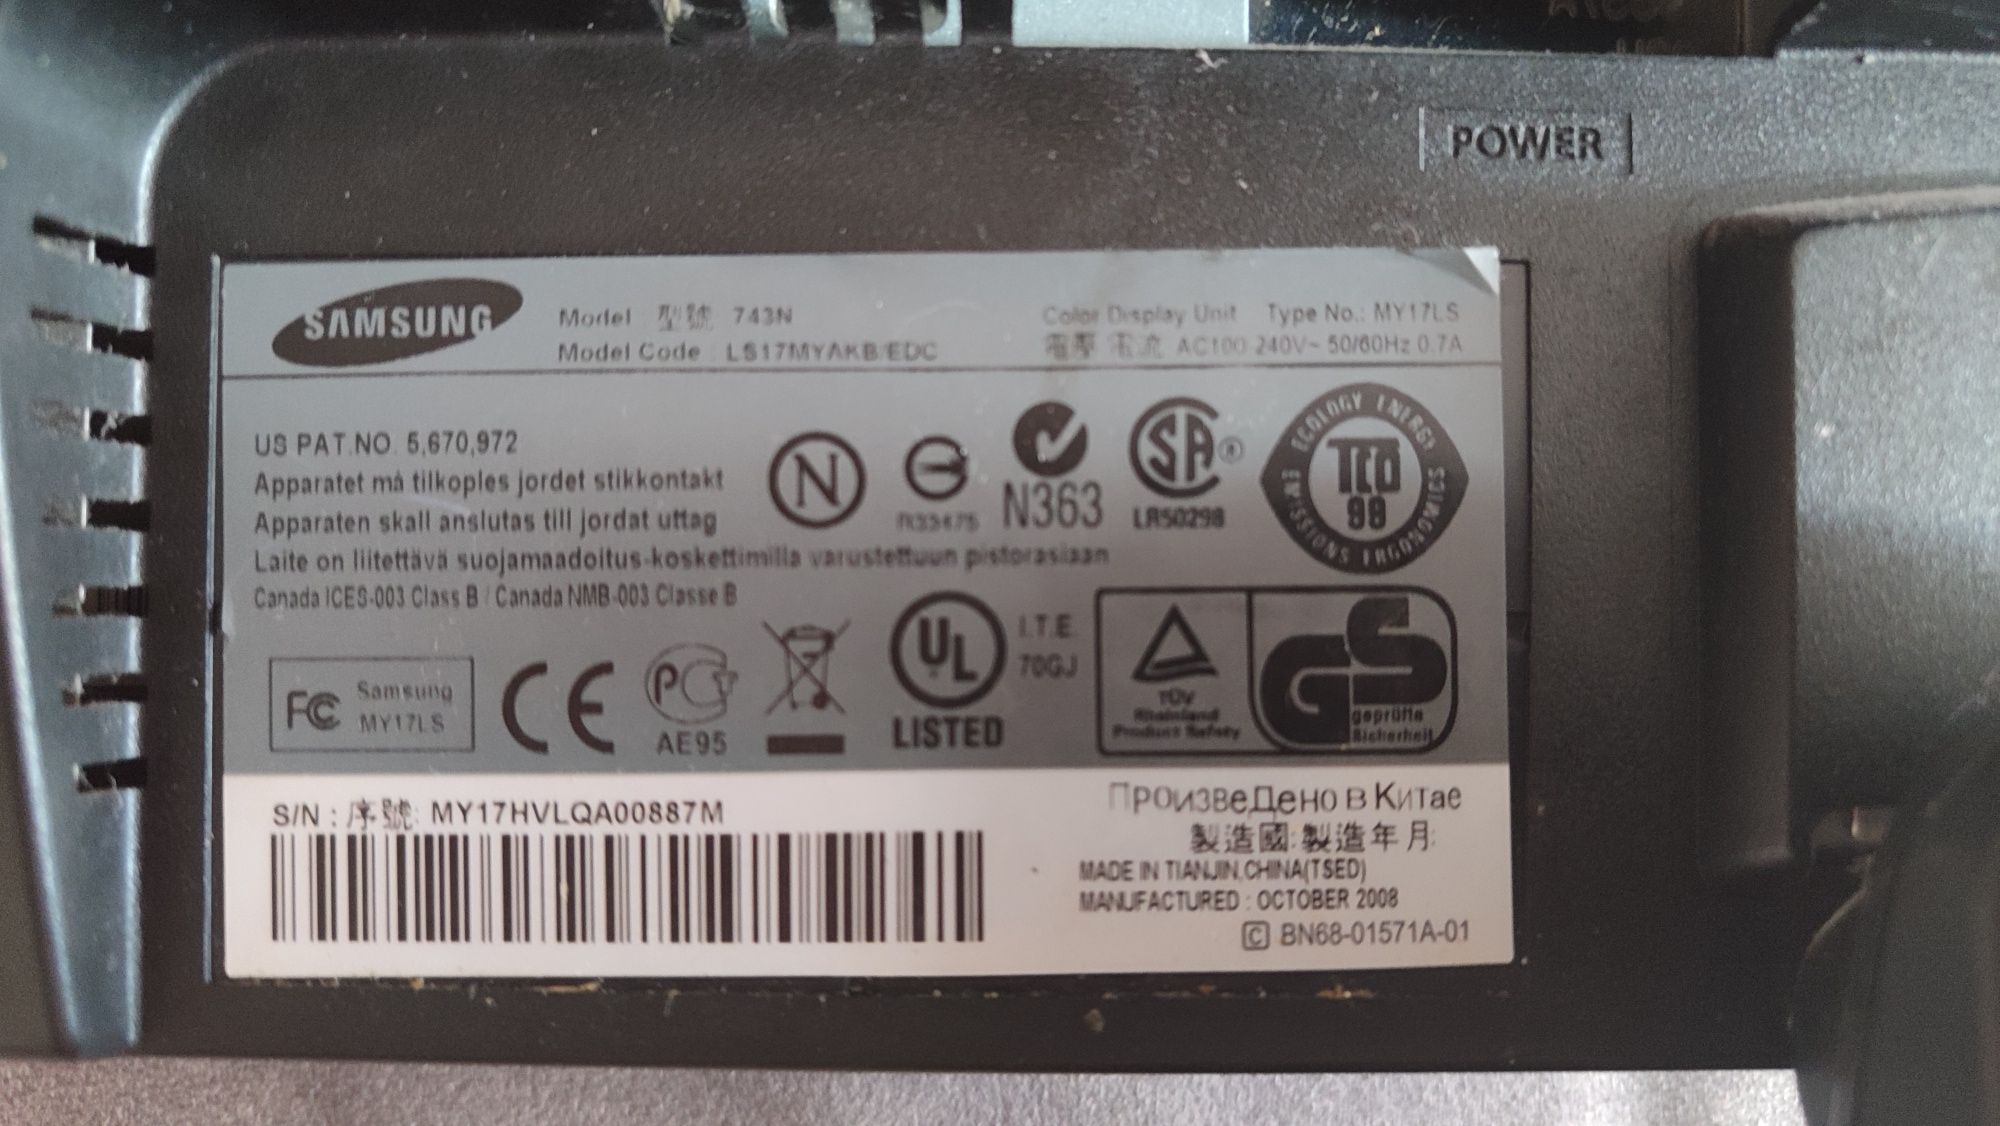 POWER
SAMSUNG
Model 型號 743N
Color Display Unit Type No.: MY17LS
Model Code LS17MYAKB/EDC
電壓 電流 AC100-240V~ 50/60Hz 0.7A
US PAT.NO. 5,670,972
Apparatet må tilkoples jordet stikkontakt
Apparaten skall anslutas till jordat uttag
Laite on liitettävä suojamaadoitus-koskettimilla varustettuun pistorasiaan
Canada ICES-003 Class B / Canada NMB-003 Classe B
N
R33475
N363
SA ®
LR50298
ECOLOGY ENERGY
TCO
99
EMISSIONS ERGONOMICS
FC Samsung
MY17LS
CE
PCT
AE95
UL
LISTED
I.T.E.
70GJ
TÜV
Rheinland
Product Safety
GS
geprüfte
Sicherheit
S/N : 序號: MY17HVLQA00887M
Произведено в Китае
製造國: 製造年月:
MADE IN TIANJIN,CHINA(TSED)
MANUFACTURED : OCTOBER 2008
C BN68-01571A-01